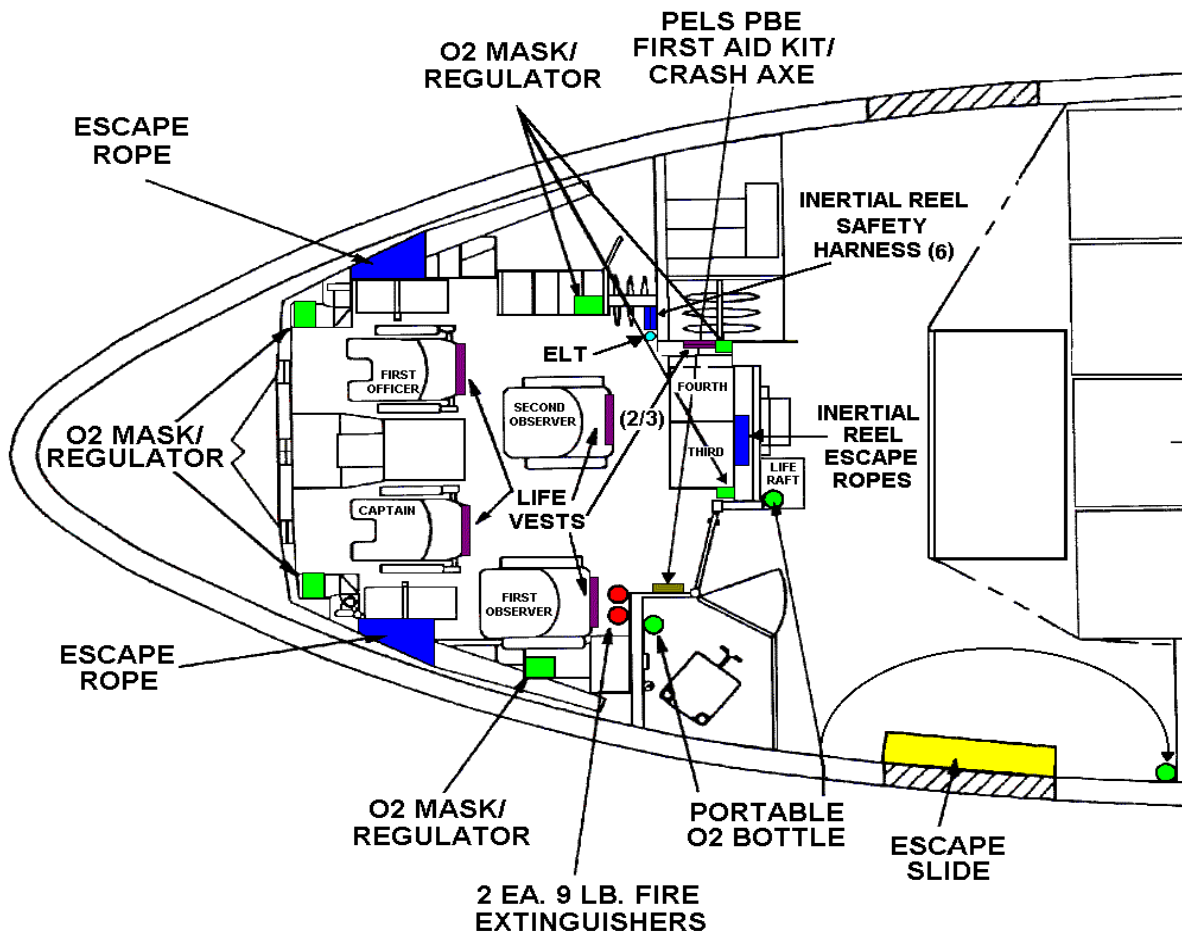 PELS PBE
FIRST AID KIT/
CRASH AXE
O2 MASK/
REGULATOR
ESCAPE
ROPE
INERTIAL REEL
SAFETY
HARNESS (6)
ELT
FIRST
OFFICER
SECOND
OBSERVER
(2/3)
FOURTH
THIRD
INERTIAL
REEL
ESCAPE
ROPES
O2 MASK/
REGULATOR
LIFE
RAFT
CAPTAIN
LIFE
VESTS
FIRST
OBSERVER
ESCAPE
ROPE
O2 MASK/
REGULATOR
PORTABLE
O2 BOTTLE
ESCAPE
SLIDE
2 EA. 9 LB. FIRE
EXTINGUISHERS